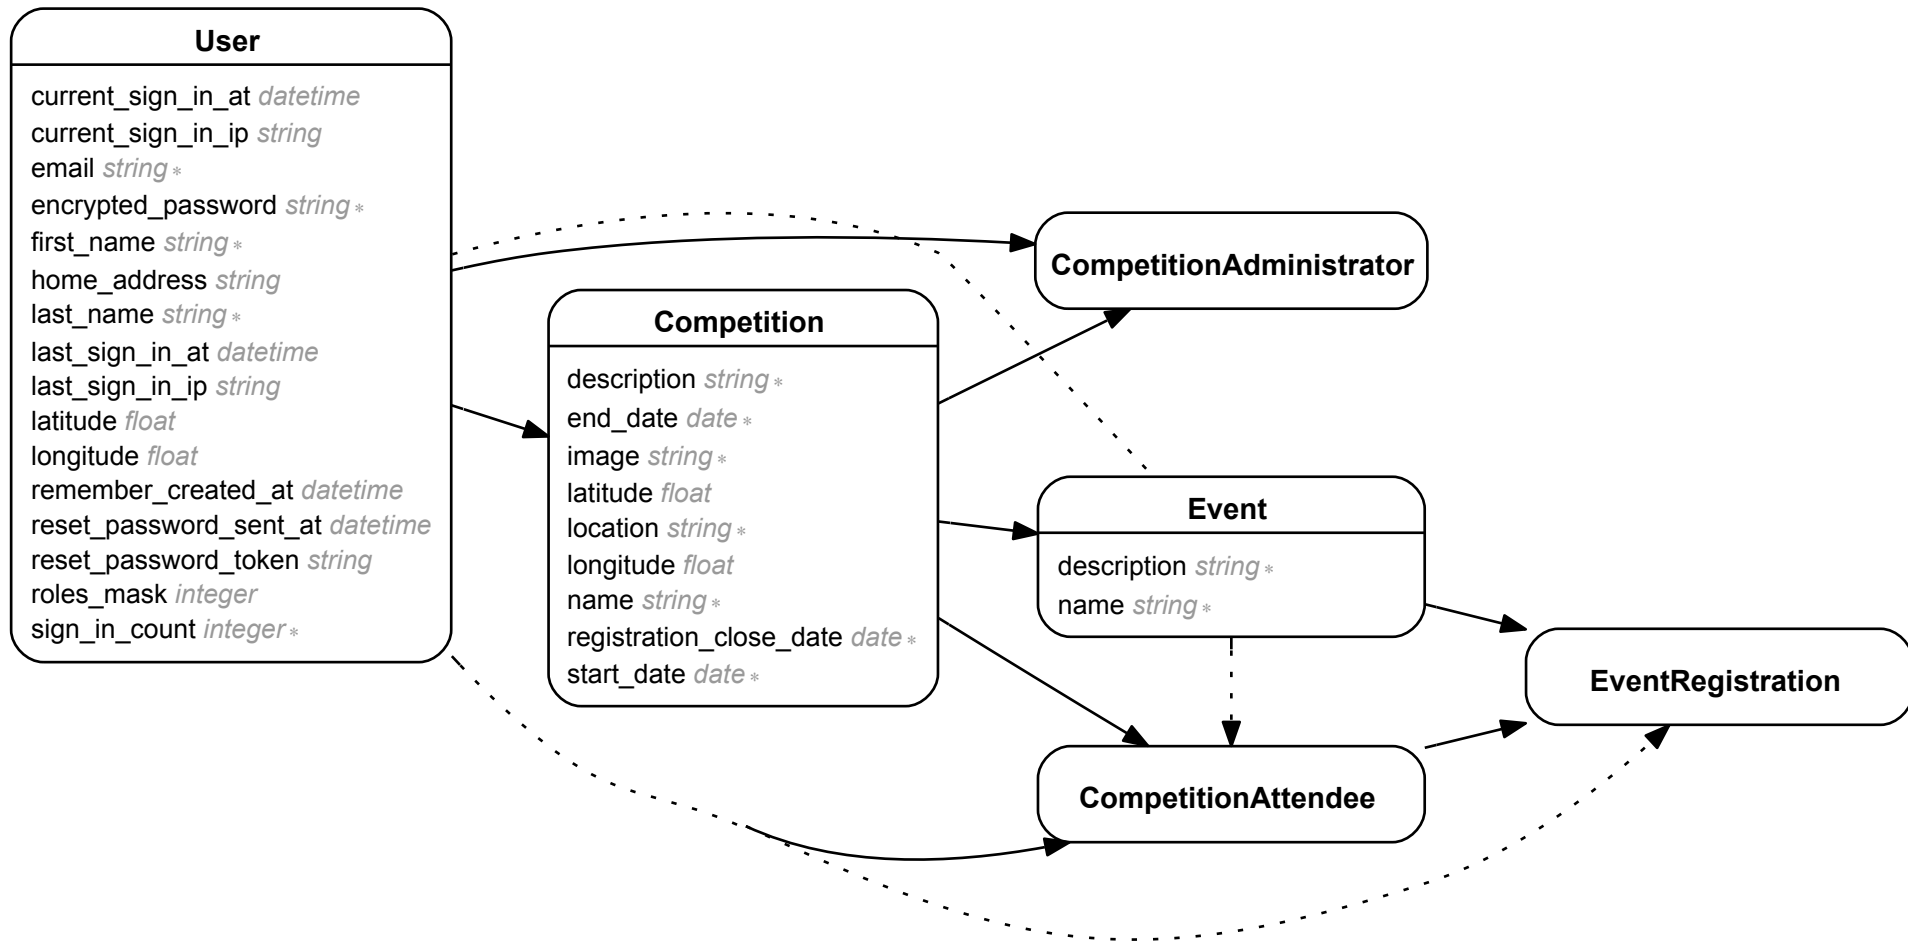 User
current_sign_in_at datetime
current_sign_in_ip string
email string *
encrypted_password string *
first_name string *
home_address string
last_name string *
last_sign_in_at datetime
last_sign_in_ip string
latitude float
longitude float
remember_created_at datetime
reset_password_sent_at datetime
reset_password_token string
roles_mask integer
sign_in_count integer *
Competition
description string *
end_date date *
image string *
latitude float
location string *
longitude float
name string *
registration_close_date date *
start_date date *
CompetitionAdministrator
Event
description string *
name string *
CompetitionAttendee
EventRegistration